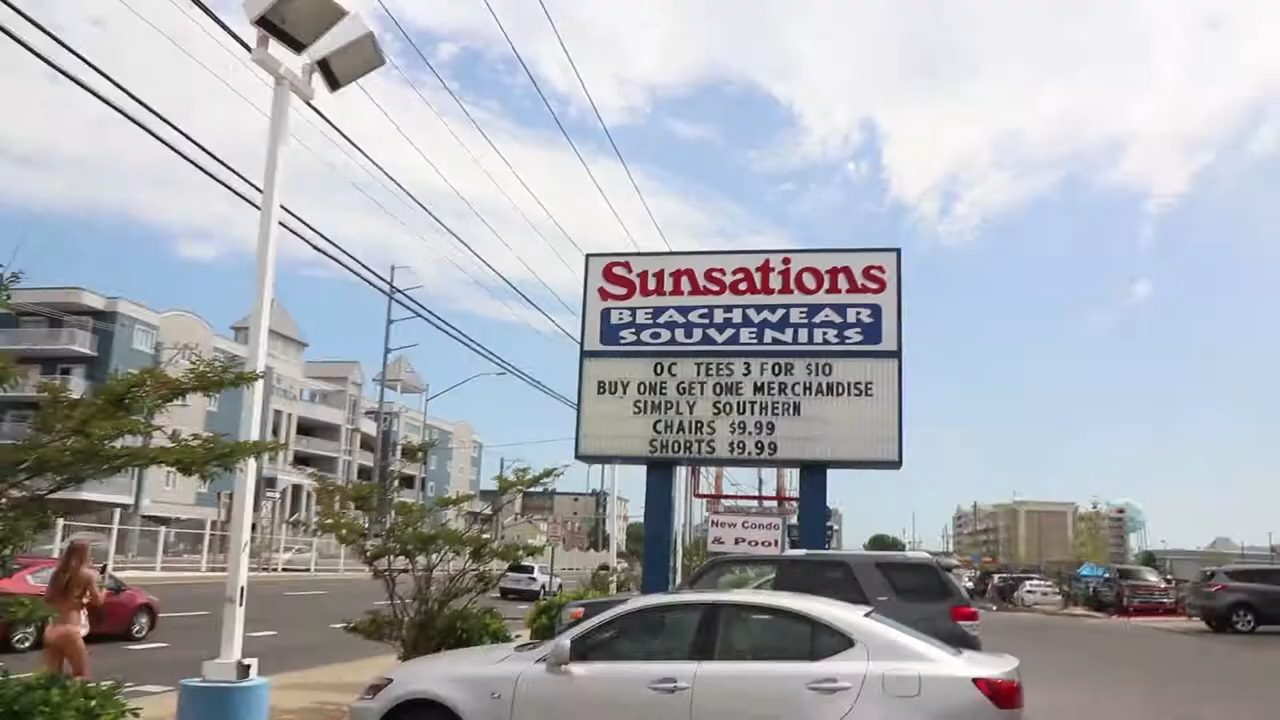 Sunsations
BEACHWEAR
SOUVENIRS
OC TEES 3 FOR $10
BUY ONE GET ONE MERCHANDISE
SIMPLY SOUTHERN
CHAIRS $9.99
SHORTS $9.99
New Condo
& Pool